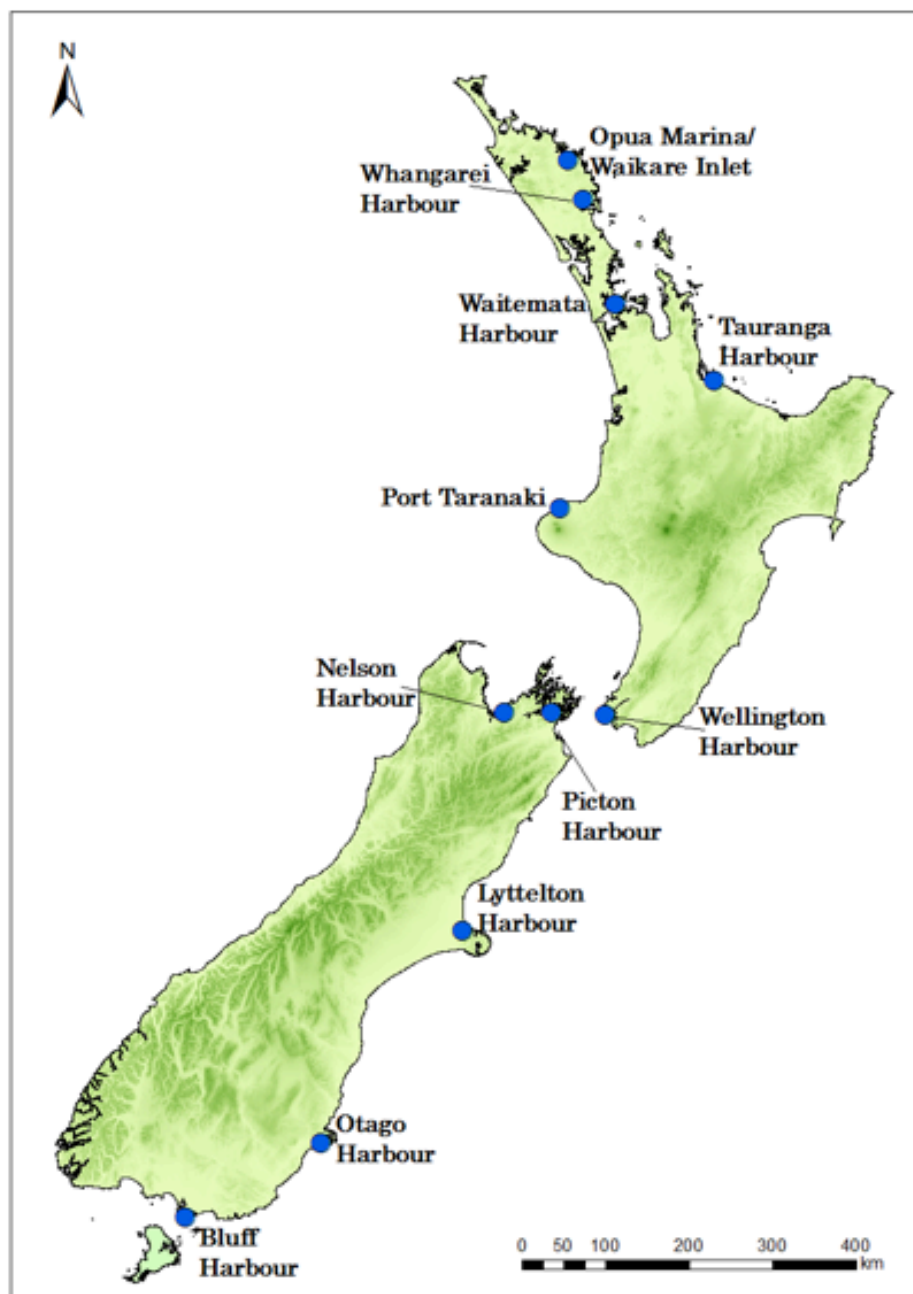 N
Opua Marina/
Waikare Inlet
Whangarei
Harbour
Waitemata
Harbour
Tauranga
Harbour
Port Taranaki
Nelson
Harbour
Wellington
Harbour
Picton
Harbour
Lyttelton
Harbour
Otago
Harbour
Bluff
Harbour
0 50 100 200 300 400
km